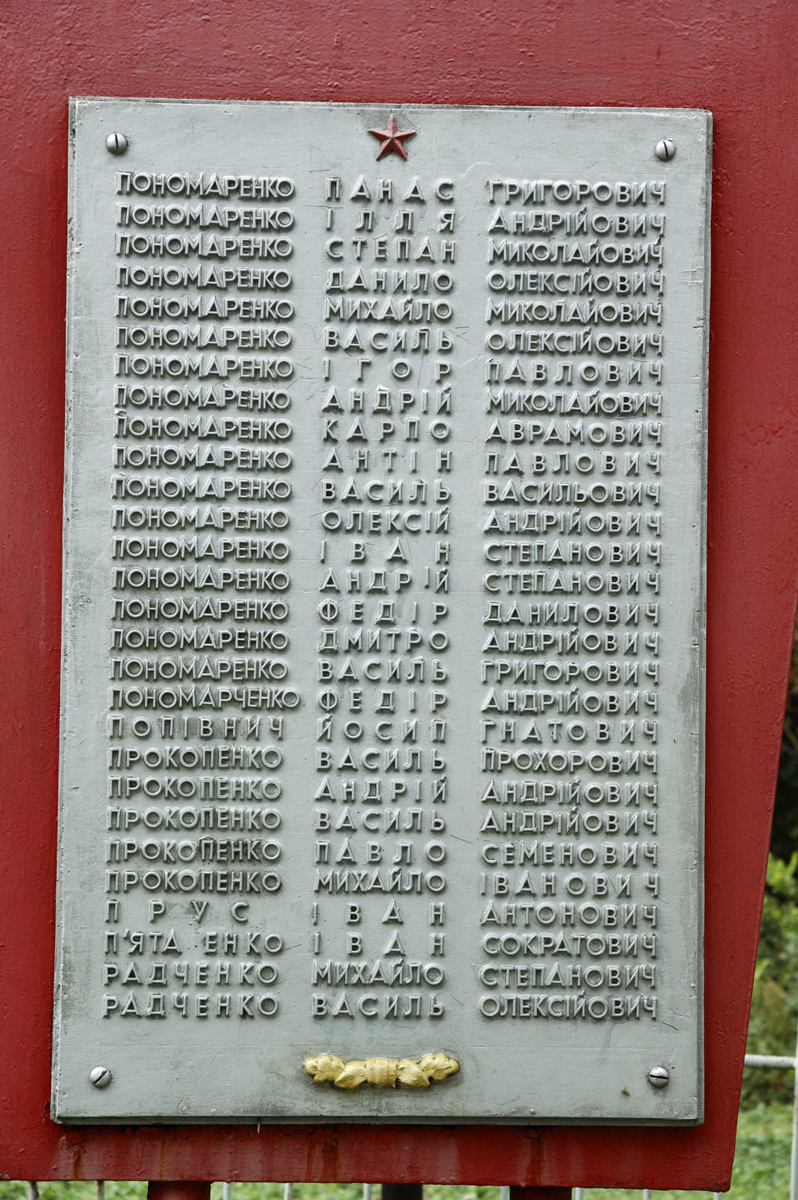 ПОНОМАРЕНКО ПАНАС ГРИГОРОВИЧ
ПОНОМАРЕНКО ІЛЛЯ АНДРІЙОВИЧ
ПОНОМАРЕНКО СТЕПАН МИКОЛАЙОВИЧ
ПОНОМАРЕНКО ДАНИЛО ОЛЕКСІЙОВИЧ
ПОНОМАРЕНКО МИХАЙЛО МИКОЛАЙОВИЧ
ПОНОМАРЕНКО ВАСИЛЬ ОЛЕКСІЙОВИЧ
ПОНОМАРЕНКО ІГОР ПАВЛОВИЧ
ПОНОМАРЕНКО АНДРІЙ МИКОЛАЙОВИЧ
ПОНОМАРЕНКО КАРПО АВРАМОВИЧ
ПОНОМАРЕНКО АНТІН ПАВЛОВИЧ
ПОНОМАРЕНКО ВАСИЛЬ ВАСИЛЬОВИЧ
ПОНОМАРЕНКО ОЛЕКСІЙ АНДРІЙОВИЧ
ПОНОМАРЕНКО ІВАН СТЕПАНОВИЧ
ПОНОМАРЕНКО АНДРІЙ СТЕПАНОВИЧ
ПОНОМАРЕНКО ФЕДІР ДАНИЛОВИЧ
ПОНОМАРЕНКО ДМИТРО АНДРІЙОВИЧ
ПОНОМАРЕНКО ВАСИЛЬ ГРИГОРОВИЧ
ПОНОМАРЧЕНКО ФЕДІР АНДРІЙОВИЧ
ПОПІВНИЧ ЙОСИП ГНАТОВИЧ
ПРОКОПЕНКО ВАСИЛЬ ПРОХОРОВИЧ
ПРОКОПЕНКО АНДРІЙ АНДРІЙОВИЧ
ПРОКОПЕНКО ВАСИЛЬ АНДРІЙОВИЧ
ПРОКОПЕНКО ПАВЛО СЕМЕНОВИЧ
ПРОКОПЕНКО МИХАЙЛО ІВАНОВИЧ
ПРУС ІВАН АНТОНОВИЧ
П'ЯТА ЕНКО ІВАН СОКРАТОВИЧ
РАДЧЕНКО МИХАЙЛО СТЕПАНОВИЧ
РАДЧЕНКО ВАСИЛЬ ОЛЕКСІЙОВИЧ